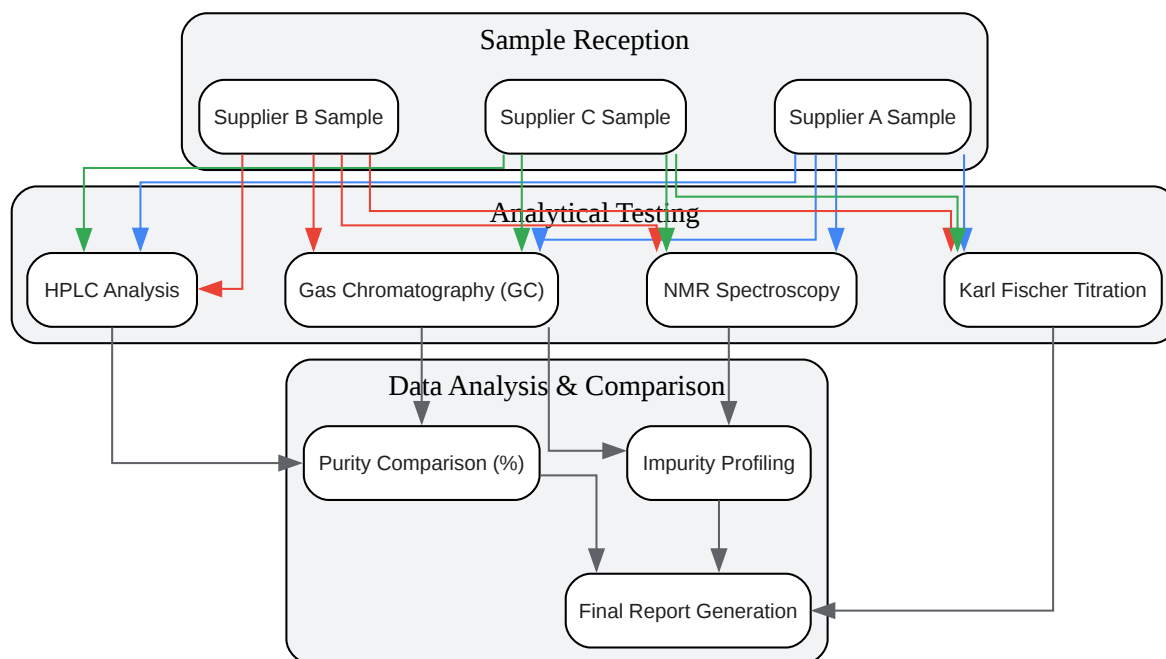 Sample Reception
Supplier B Sample
Supplier C Sample
Supplier A Sample
Analytical Testing
HPLC Analysis
Gas Chromatography (GC)
NMR Spectroscopy
Karl Fischer Titration
Data Analysis & Comparison
Purity Comparison (%)
Impurity Profiling
Final Report Generation